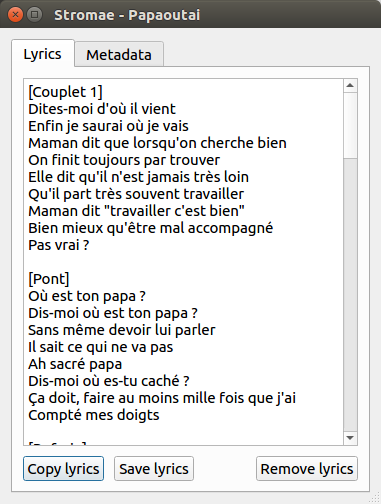 Stromae - Papaoutai
Lyrics
Metadata
[Couplet 1]
Dites-moi d'où il vient
Enfin je saurai où je vais
Maman dit que lorsqu'on cherche bien
On finit toujours par trouver
Elle dit qu'il n'est jamais très loin
Qu'il part très souvent travailler
Maman dit "travailler c'est bien"
Bien mieux qu'être mal accompagné
Pas vrai ?
[Pont]
Où est ton papa ?
Dis-moi où est ton papa ?
Sans même devoir lui parler
Il sait ce qui ne va pas
Ah sacré papa
Dis-moi où es-tu caché ?
Ça doit, faire au moins mille fois que j'ai
Compté mes doigts
Copy lyrics
Save lyrics
Remove lyrics